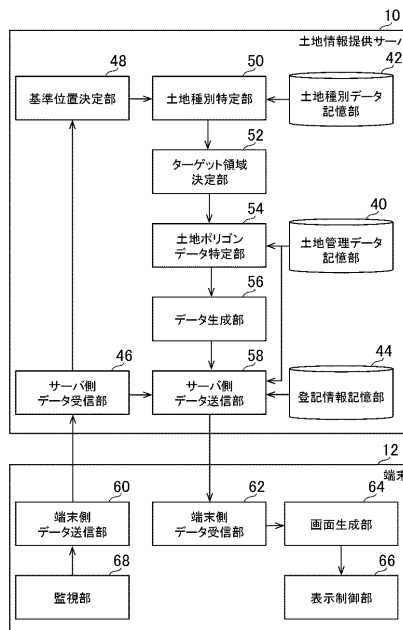 10
土地情報提供サーバ
48
50
42
基準位置決定部
土地種別特定部
土地種別データ
記憶部
52
ターゲット領域
決定部
54
40
土地ポリゴン
データ特定部
土地管理データ
記憶部
56
データ生成部
46
58
44
サーバ側
データ受信部
サーバ側
データ送信部
登記情報記憶部
12
端末
60
62
64
端末側
データ送信部
端末側
データ受信部
画面生成部
68
66
監視部
表示制御部